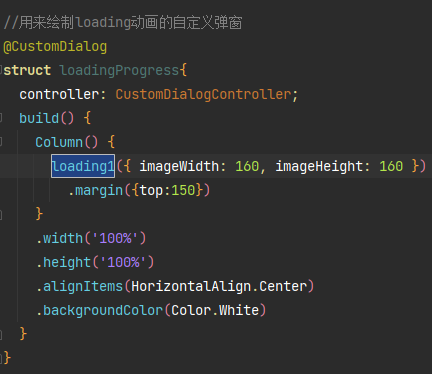 //用来绘制loading动画的自定义弹窗
@CustomDialog
struct loadingProgress{
controller: CustomDialogController;
build() {
Column() {
loading1({ imageWidth: 160, imageHeight: 160 })
.margin({top:150})
}
.width('100%')
.height('100%')
.alignItems(HorizontalAlign.Center)
.backgroundColor(Color.White)
}
}